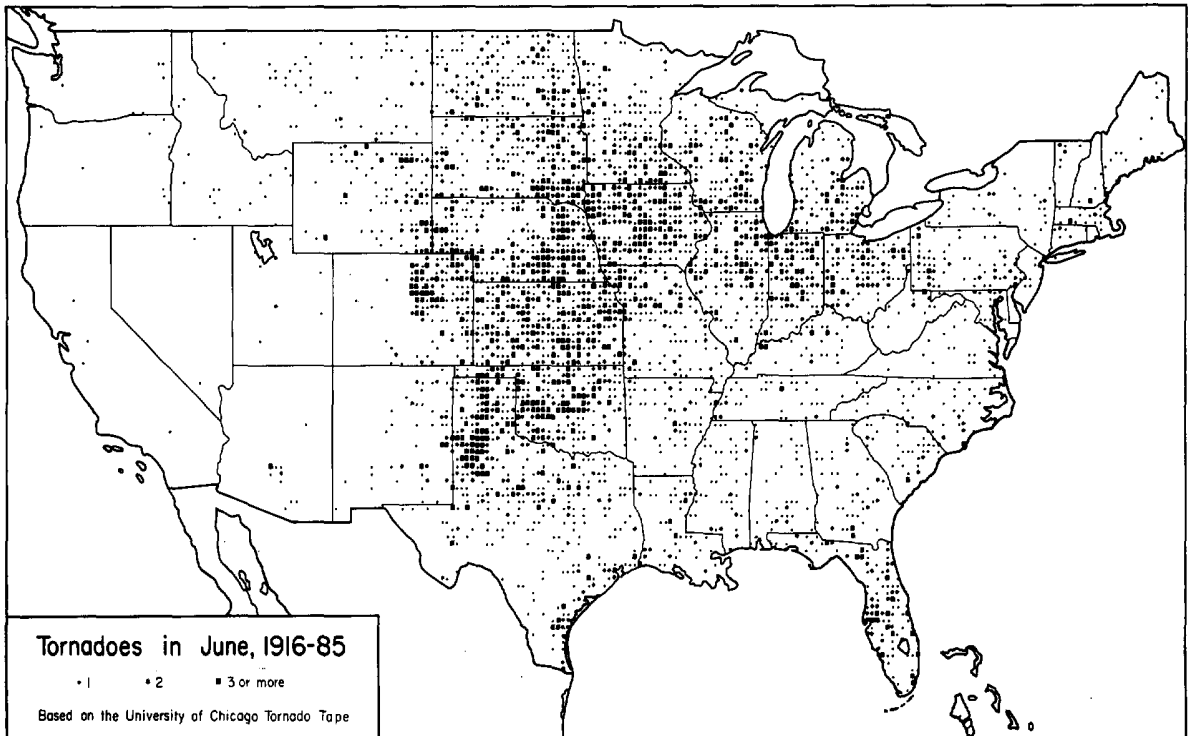 Tornadoes in June, 1916-85
1 2 3 or more
Based on the University of Chicago Tornado Tape